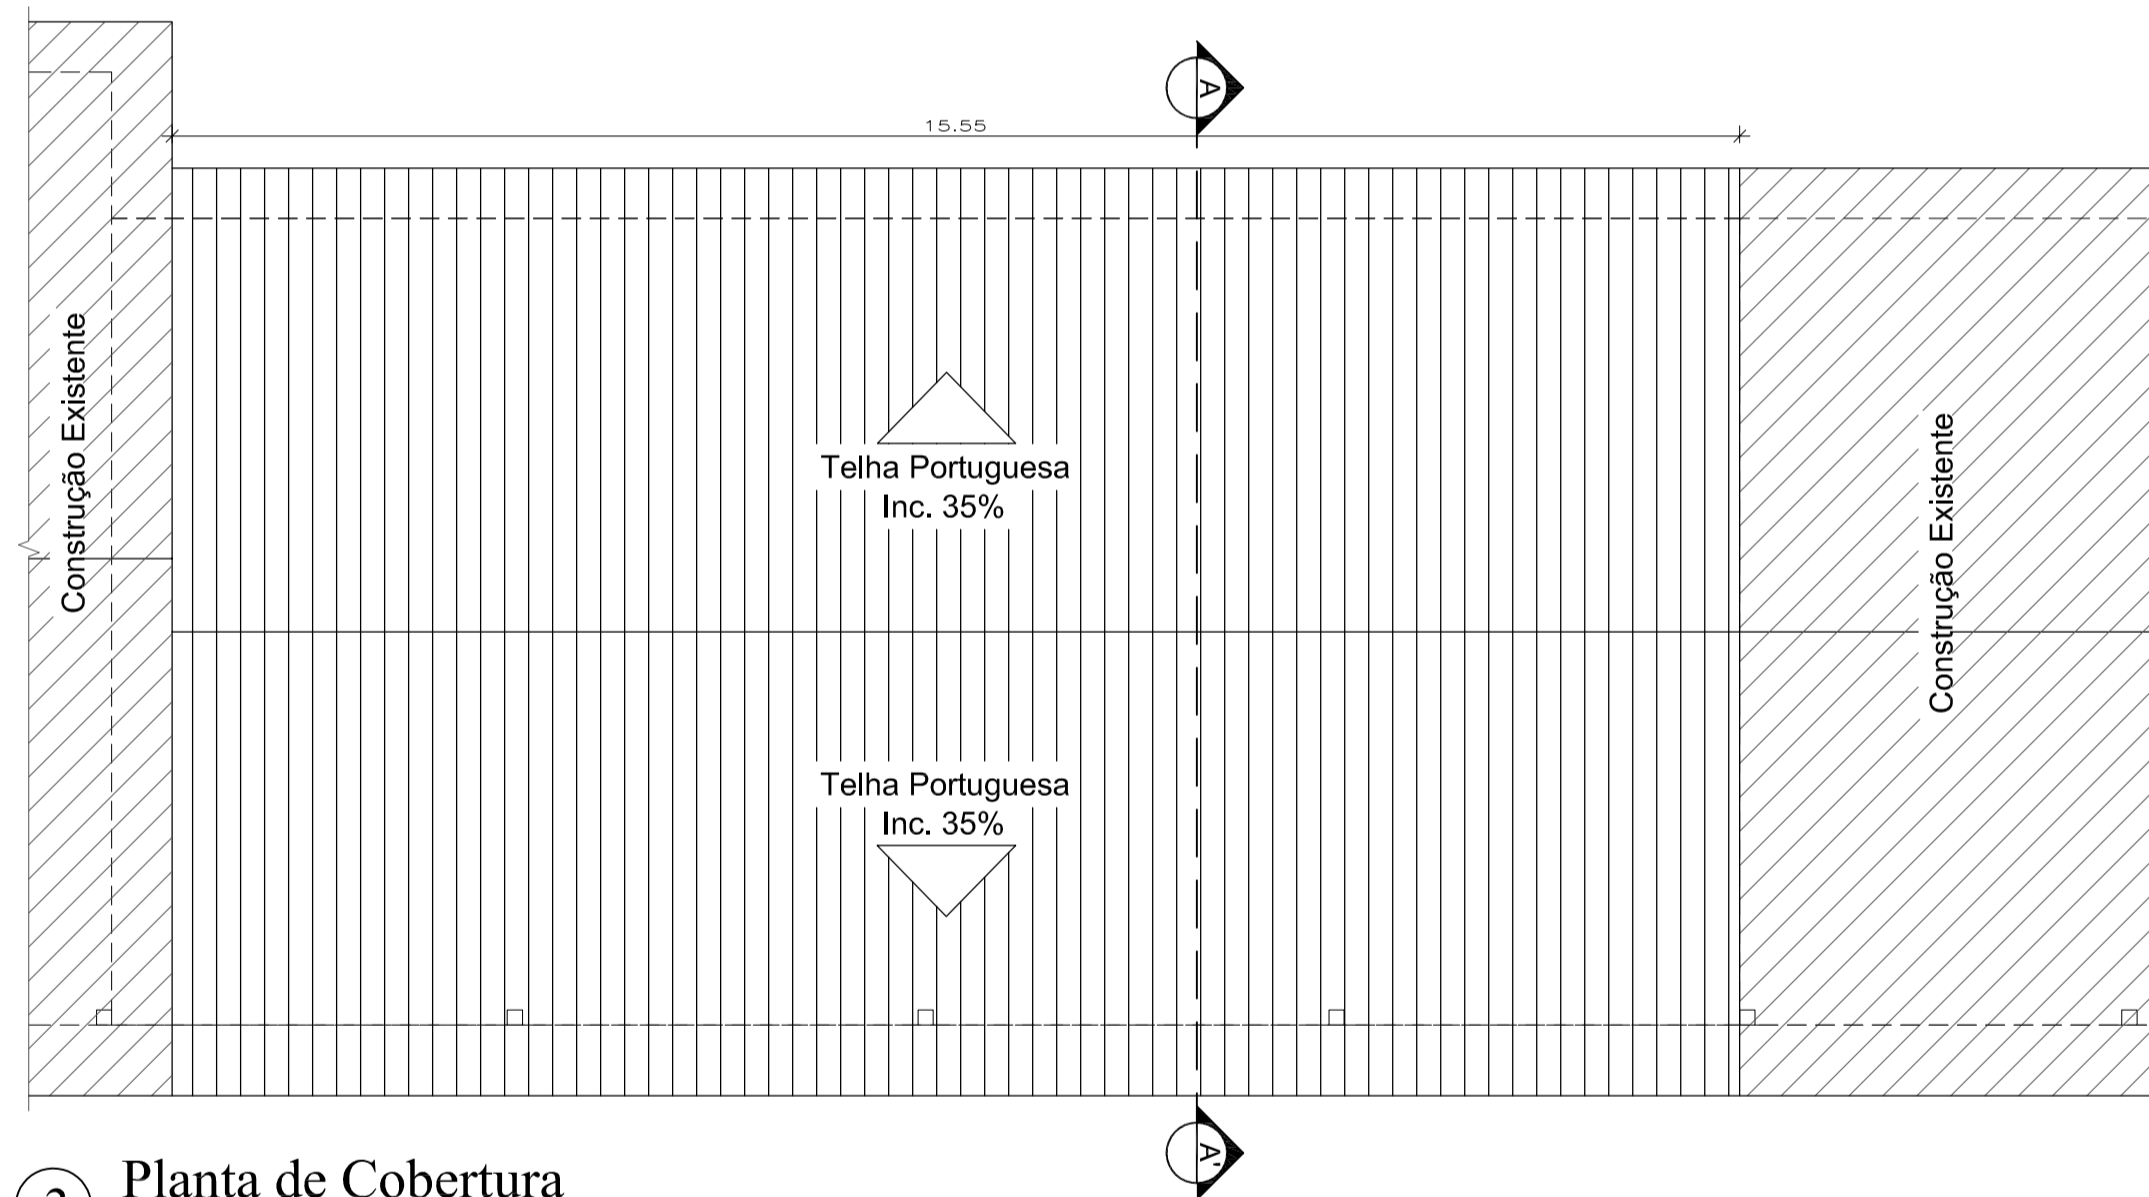 A
15.55
Construção Existente
Telha Portuguesa
Inc. 35%
Construção Existente
Telha Portuguesa
Inc. 35%
A'
Planta de Cobertura